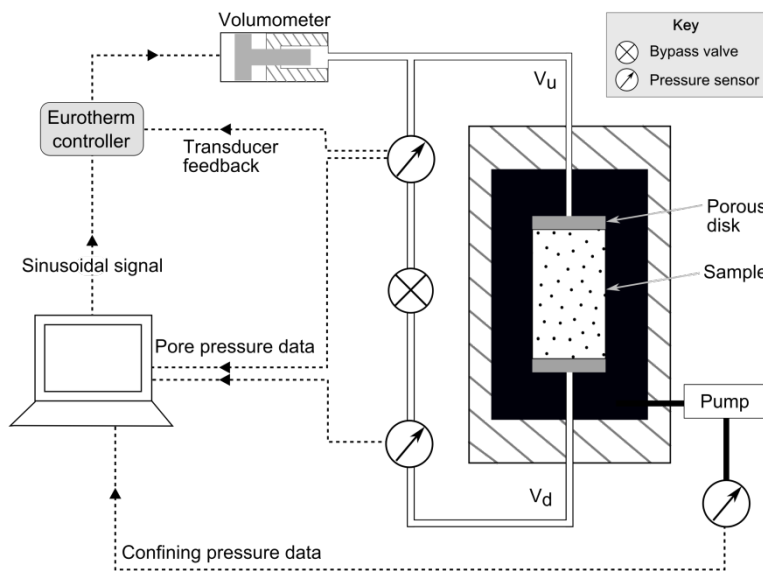 Volumometer
Key
Bypass valve
Pressure sensor
Vu
Eurotherm
controller
Transducer
feedback
Porous
disk
Sample
Sinusoidal signal
Pore pressure data
Pump
Vd
Confining pressure data